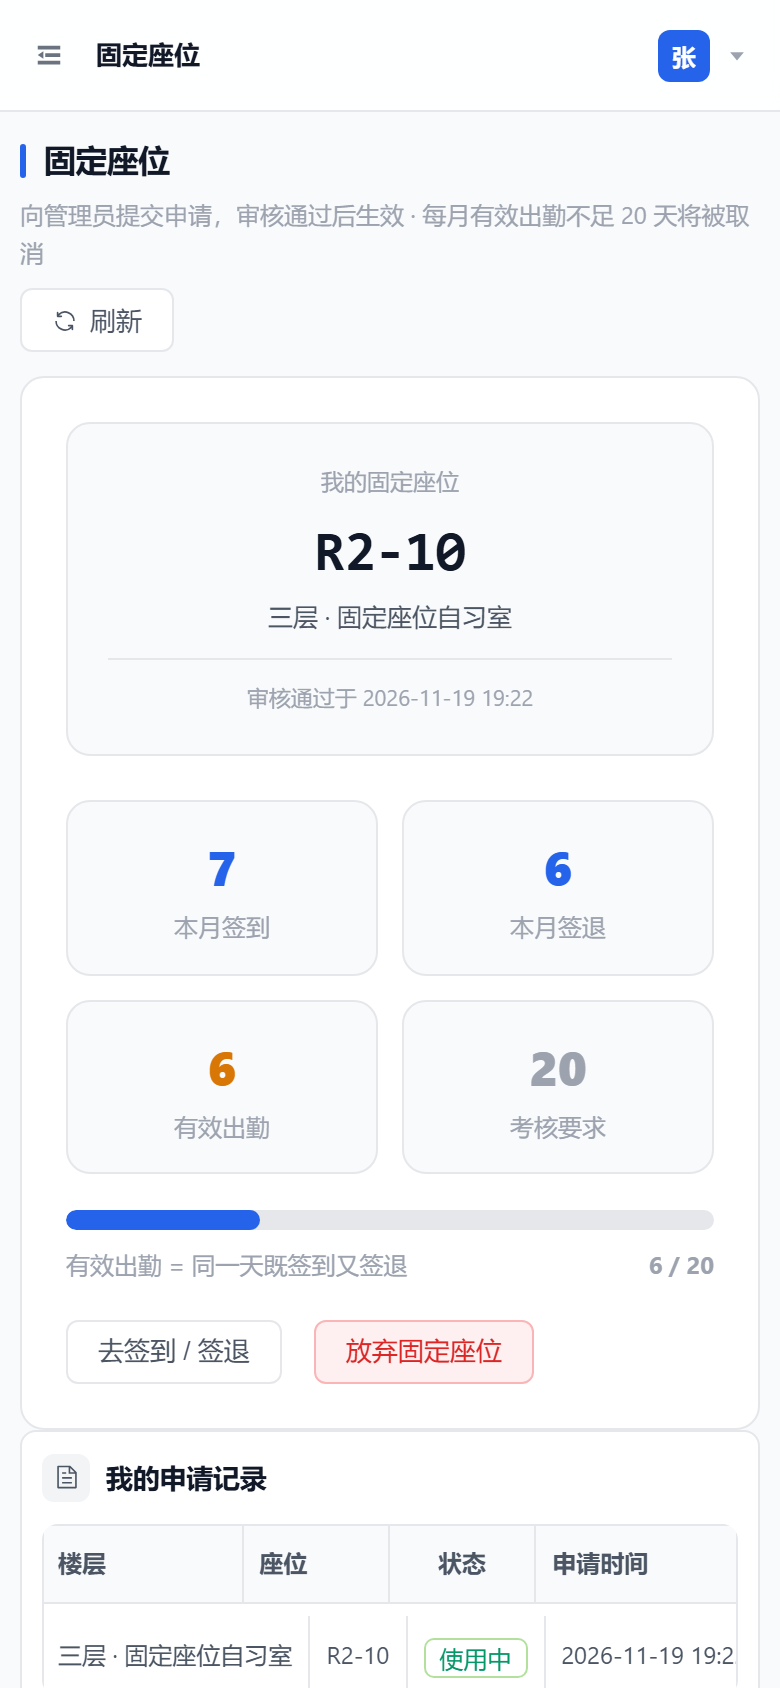 固定座位
张
固定座位
向管理员提交申请，审核通过后生效 · 每月有效出勤不足 20 天将被取
消
刷新
我的固定座位
R2-10
三层 · 固定座位自习室
审核通过于 2026-11-19 19:22
7
6
本月签到
本月签退
6
20
有效出勤
考核要求
有效出勤 = 同一天既签到又签退
6 / 20
去签到 / 签退
放弃固定座位
我的申请记录
楼层 座位 状态 申请时间
三层 · 固定座位自习室 R2-10 使用中 2026-11-19 19:2